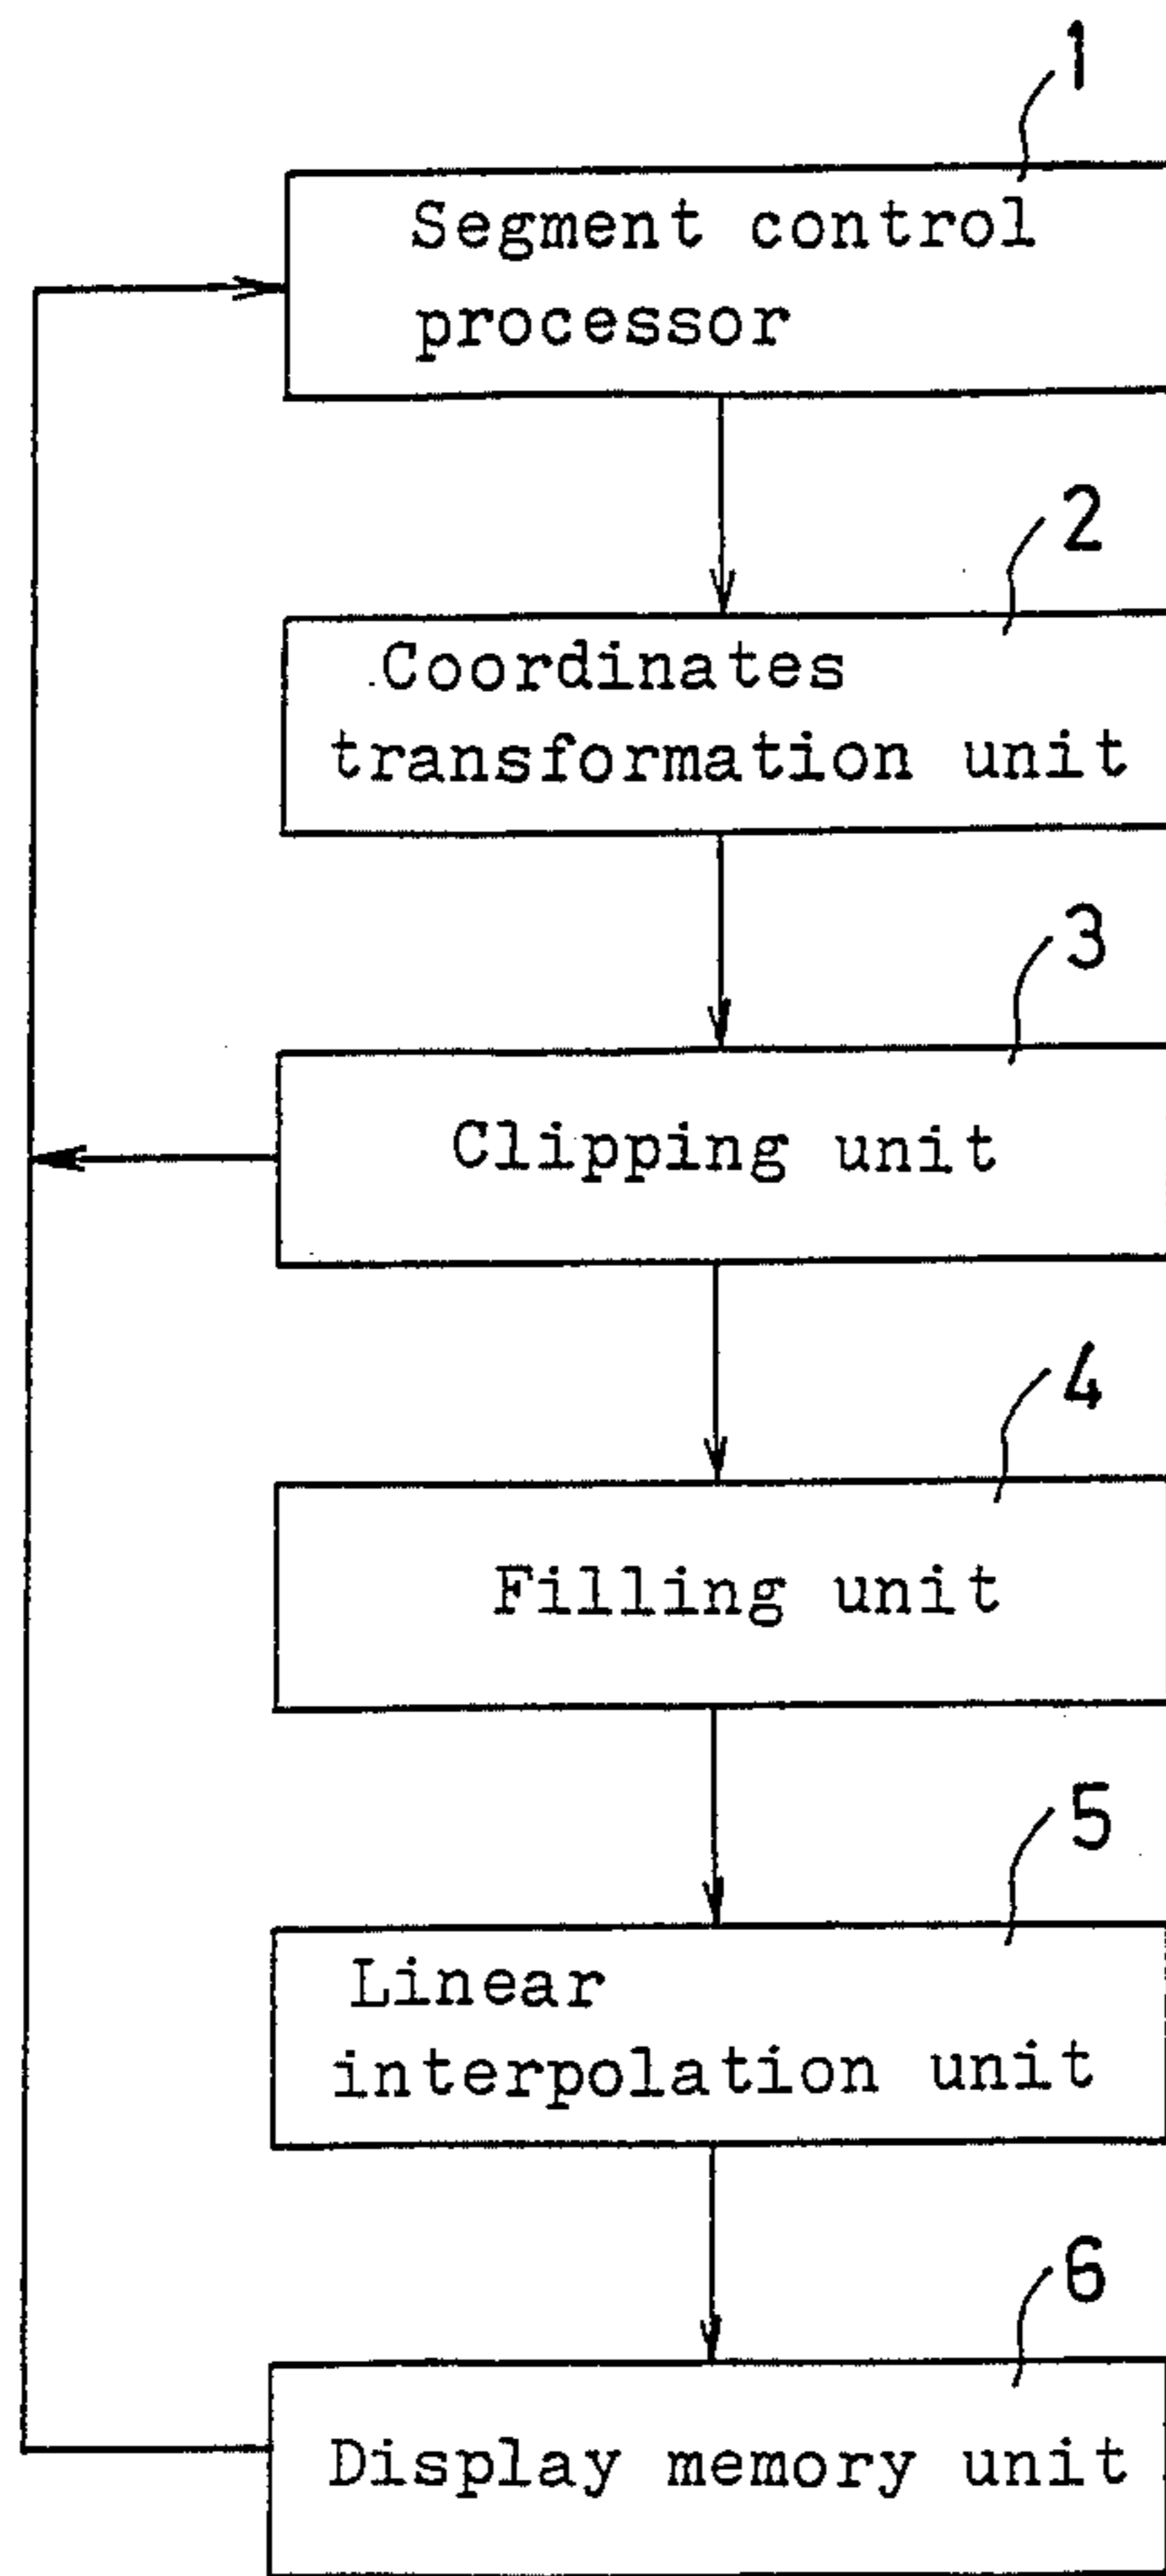 1
Segment control
processor
2
Coordinates
transformation unit
3
Clipping unit
4
Filling unit
5
Linear
interpolation unit
6
Display memory unit